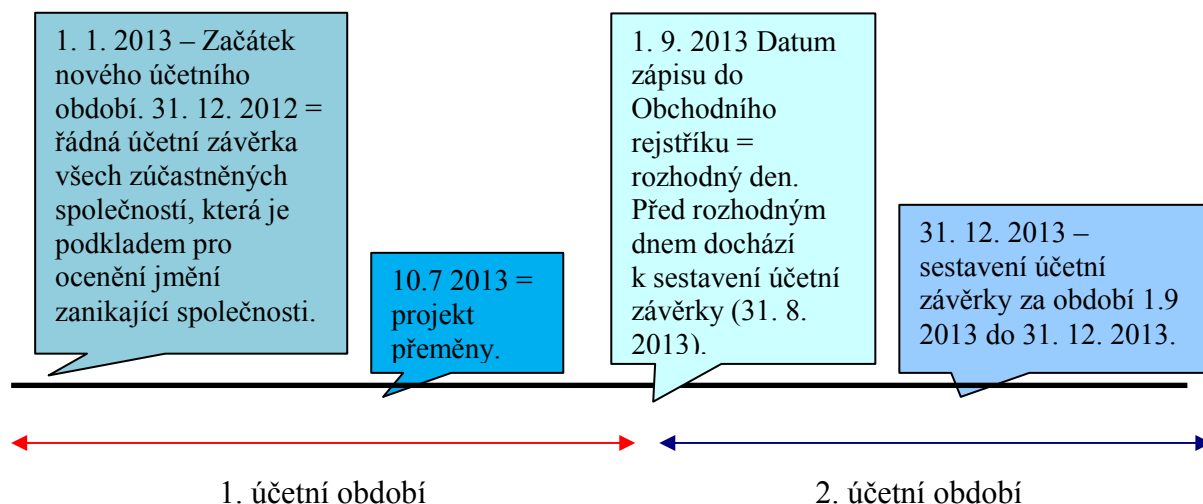 1. 1. 2013 – Začátek
nového účetního
období. 31. 12. 2012 =
řádná účetní závěrka
všech zúčastněných
společností, která je
podkladem pro
ocenění jmění
zanikající společnosti.
10.7 2013 =
projekt
přeměny.
1. 9. 2013 Datum
zápisu do
Obchodního
rejstříku =
rozhodný den.
Před rozhodným
dnem dochází
k sestavení účetní
závěrky (31. 8.
2013).
31. 12. 2013 –
sestavení účetní
závěrky za období 1.9
2013 do 31. 12. 2013.
1. účetní období
2. účetní období